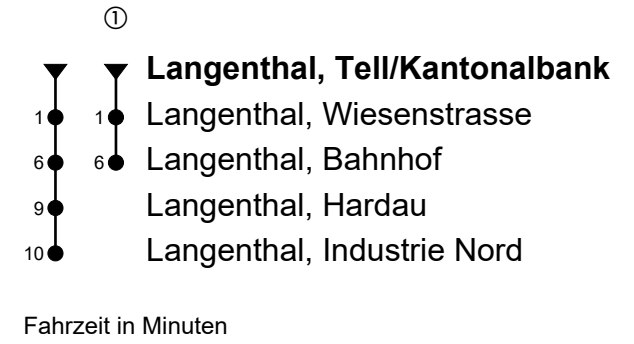 ①
Langenthal, Tell/Kantonalbank
1 1 Langenthal, Wiesenstrasse
6 6 Langenthal, Bahnhof
9 Langenthal, Hardau
10 Langenthal, Industrie Nord
Fahrzeit in Minuten